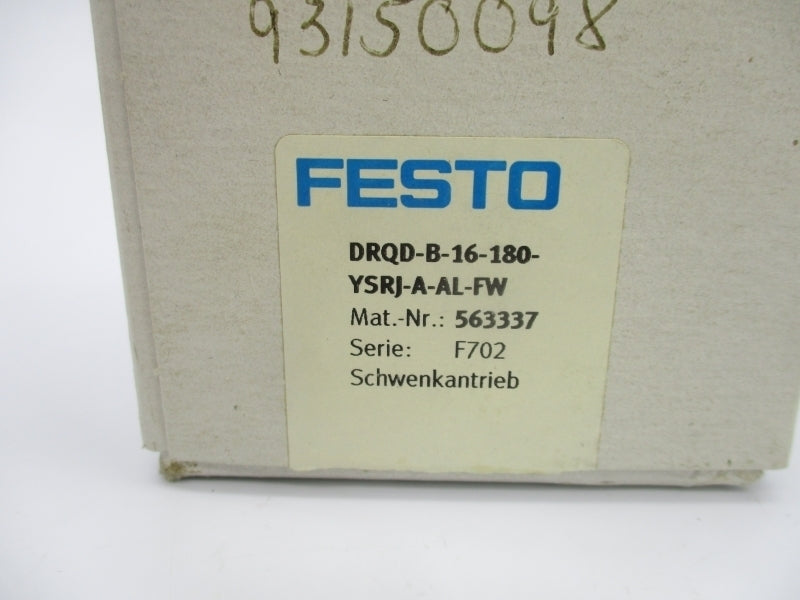 93150098
FESTO
DRQD-B-16-180-
YSRJ-A-AL-FW
Mat.-Nr.: 563337
Serie: F702
Schwenkantrieb